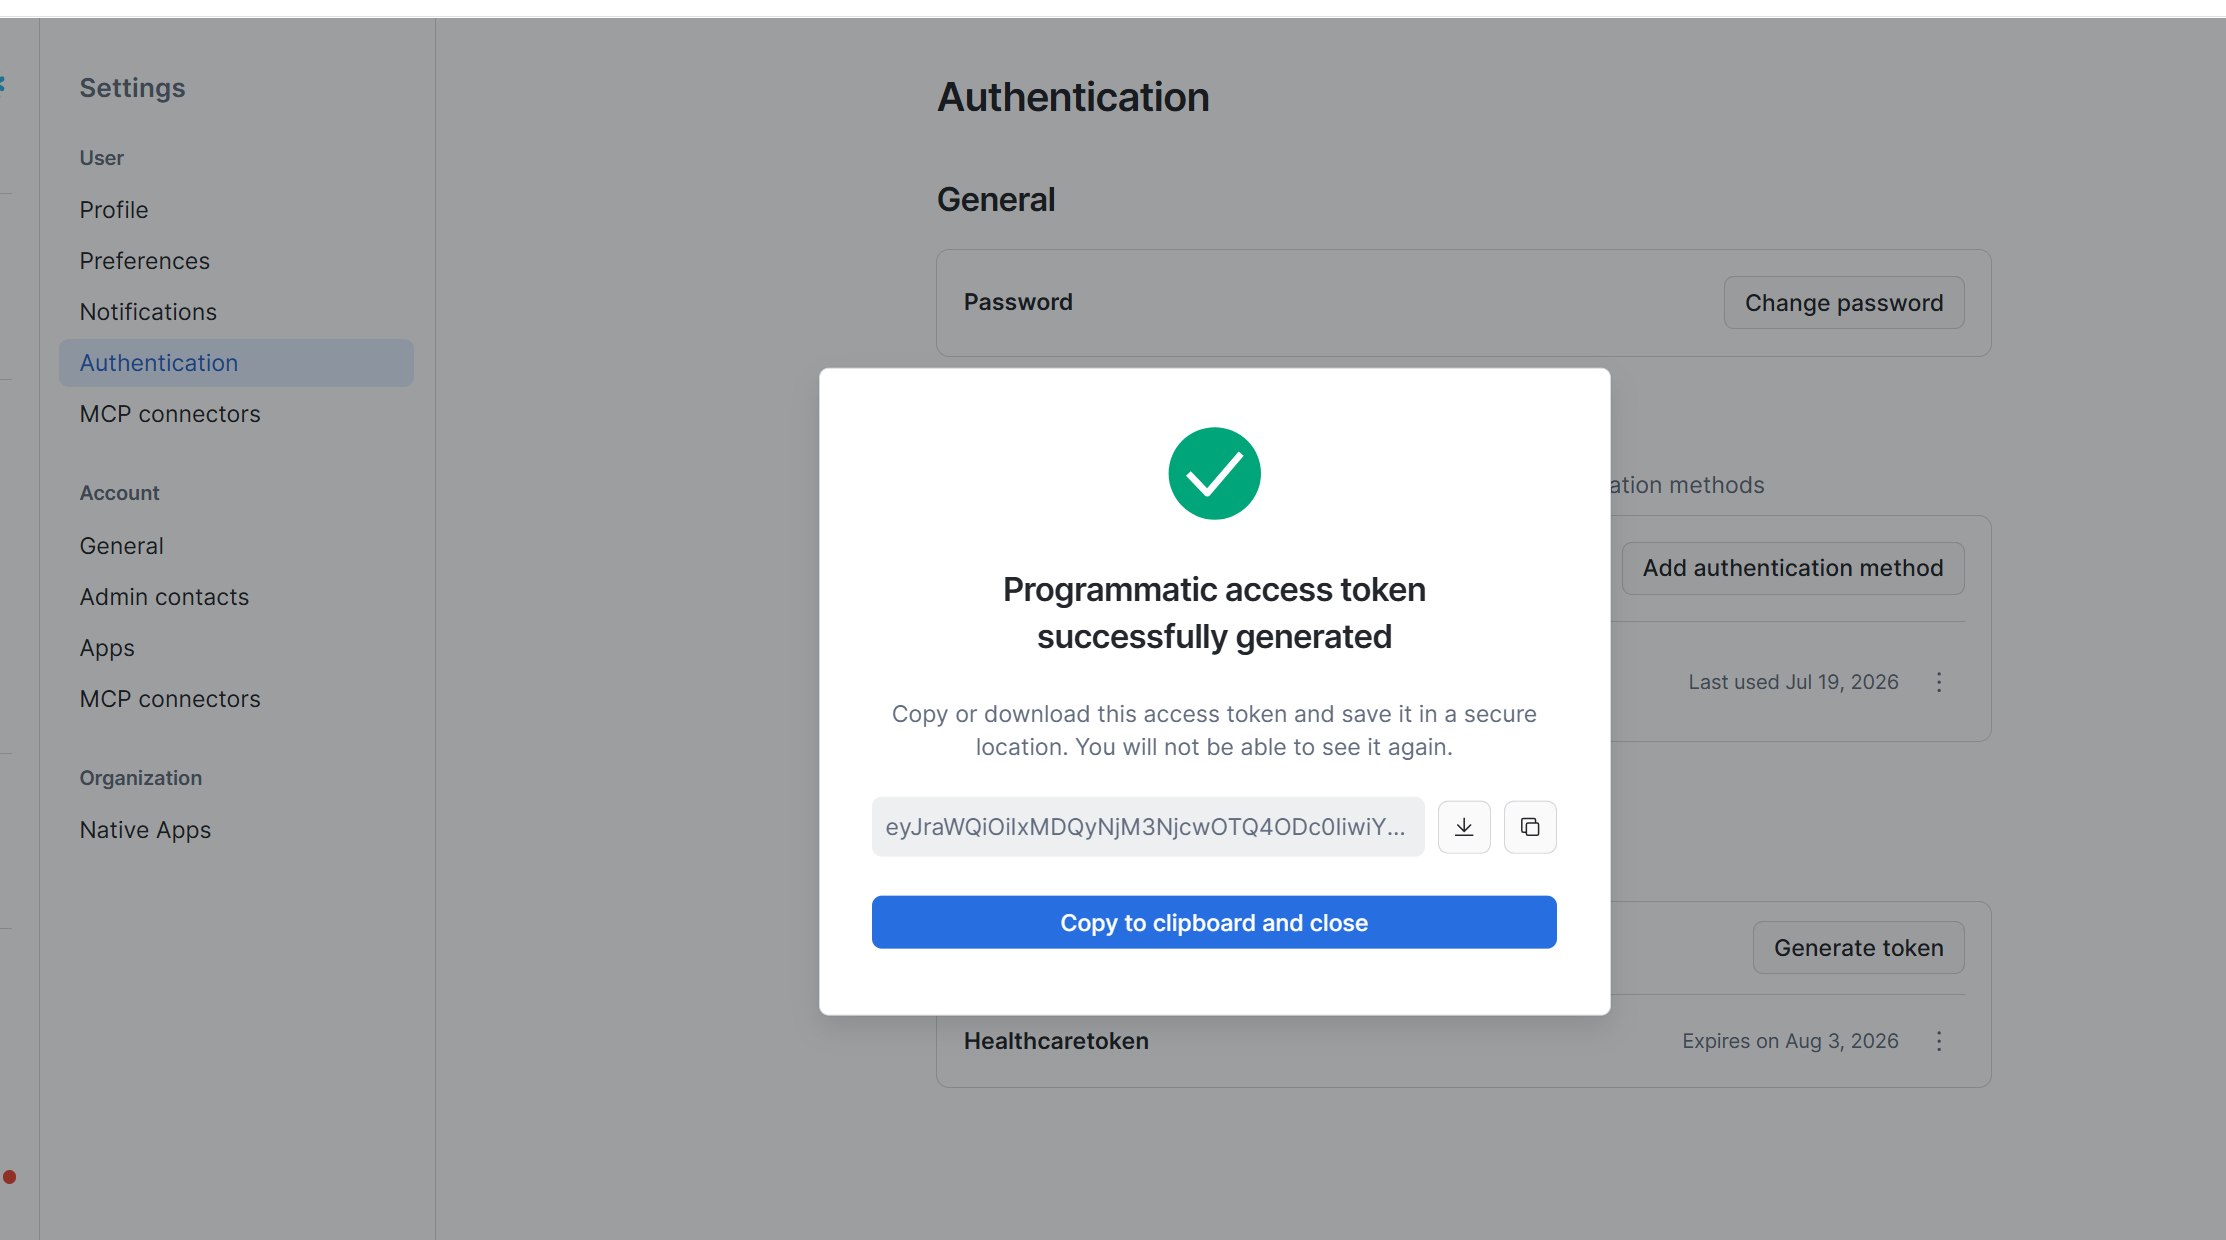 Settings
User
Profile
Preferences
Notifications
Authentication
MCP connectors
Account
General
Admin contacts
Apps
MCP connectors
Organization
Native Apps
Authentication
General
Password
Change password
ation methods
Add authentication method
Last used Jul 19, 2026
Programmatic access token
successfully generated
Copy or download this access token and save it in a secure
location. You will not be able to see it again.
eyJraWQiOiIxMDQyNjM3NjcwOTQ4ODc0IiwiY...
Copy to clipboard and close
Generate token
Healthcaretoken
Expires on Aug 3, 2026